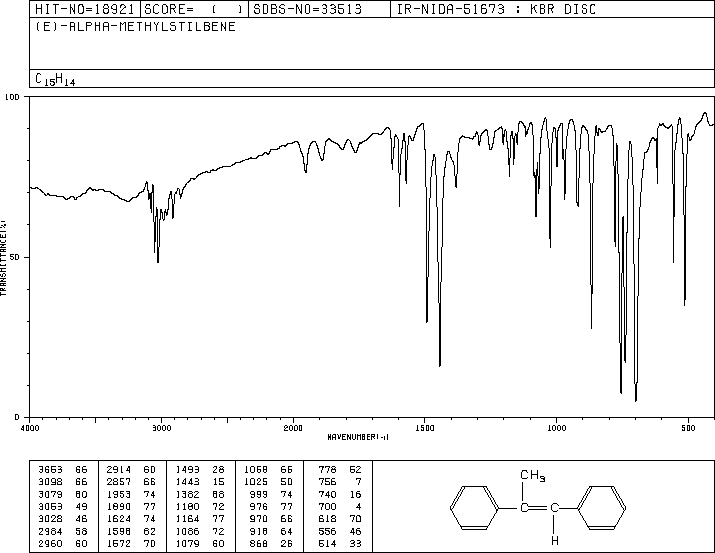 HIT-NO=18921 SCORE= ( ) SDBS-NO=33513 IR-NIDA-51673 : KBR DISC
(E)-ALPHA-METHYLSTILBENE
C15H14
100
50
0
TRANSMITTANCE(%)
4000 3000 2000 1500 1000 500
WAVENUMBER(-1)
66 2914 60 1493 28 1068 66 778 52
3098 66 2857 66 1443 15 1025 50 756 7
3079 60 1953 74 1382 68 999 74 740 16
49 1890 77 1180 72 976 77 700 4
3028 46 1624 74 1164 77 970 66 618 70
58 1598 62 1086 72 918 64 556 46
2960 60 1572 70 1079 60 868 26 514 33
CH3
C=C
H